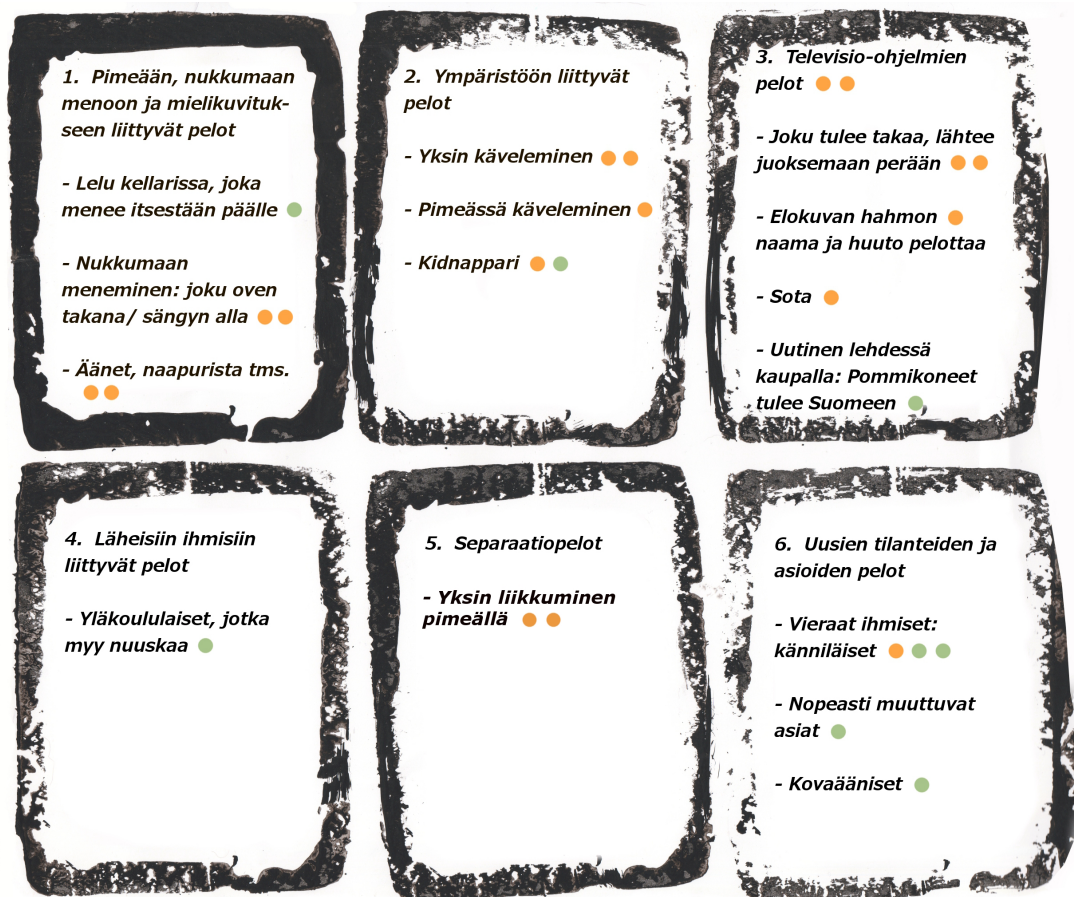 1. Pimeään, nukkumaan
menoon ja mielikuvituk-
seen liittyvät pelot
- Lelu kellarissa, joka
menee itsestään päälle
- Nukkumaan
meneminen: joku oven
takana/ sängyn alla
- Äänet, naapurista tms.
2. Ympäristöön liittyvät
pelot
- Yksin käveleminen
- Pimeässä käveleminen
- Kidnappari
3. Televisio-ohjelmien
pelot
- Joku tulee takaa, lähtee
juoksemaan perään
- Elokuvan hahmon
naama ja huuto pelottaa
- Sota
- Uutinen lehdessä
kaupalla: Pommikoneet
tulee Suomeen
4. Läheisiin ihmisiin
liittyvät pelot
- Yläkoululaiset, jotka
myy nuuskaa
5. Separaatiopelot
- Yksin liikkuminen
pimeällä
6. Uusien tilanteiden ja
asioiden pelot
- Vieraat ihmiset:
känniläiset
- Nopeasti muuttuvat
asiat
- Kovaääniset